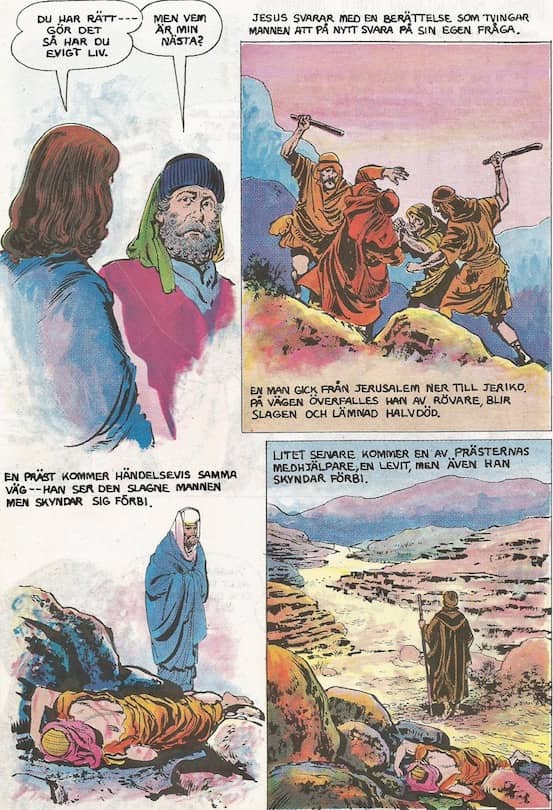 DU HAR RÄTT---
GÖR DET
SÅ HAR DU
EVIGT LIV.
MEN VEM
ÄR MIN
NÄSTA?
JESUS SVARAR MED EN BERÄTTELSE SOM TVINGAR
MANNEN ATT PÅ NYTT SVARA PÅ SIN EGEN FRÅGA.
EN MAN GICK FRÅN JERUSALEM NER TILL JERIKO.
PÅ VÄGEN ÖVERFALLES HAN AV RÖVARE, BLIR
SLAGEN OCH LÄMNAD HALVDÖD.
EN PRÄST KOMMER HÄNDELSEVIS SAMMA
VÄG--HAN SER DEN SLAGNE MANNEN
MEN SKYNDAR SIG FÖRBI.
LITET SENARE KOMMER EN AV PRÄSTERNAS
MEDHJÄLPARE, EN LEVIT, MEN ÄVEN HAN
SKYNDAR FÖRBI.